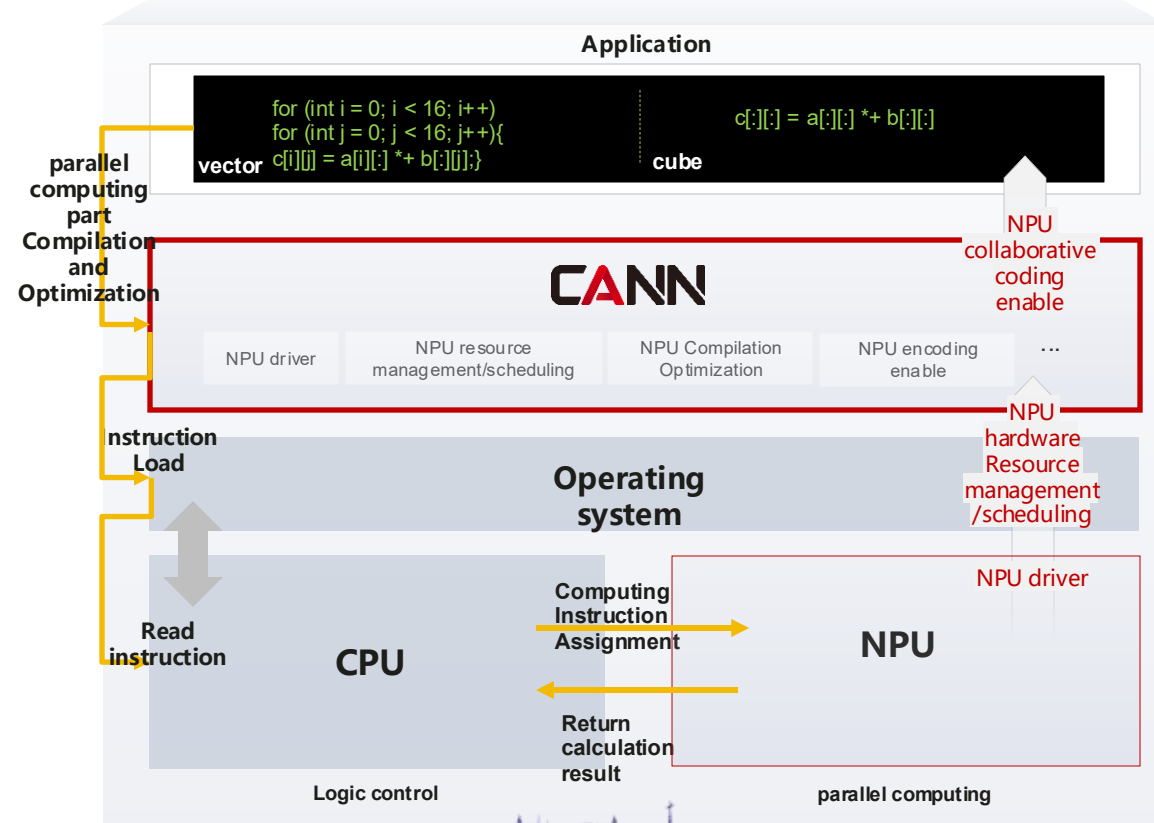 Application
for (int i = 0; i < 16; i++)
for (int j = 0; j < 16; j++){
vector c[i][j] = a[i][:] *+ b[:][j];}
c[:][:] = a[:][:] *+ b[:][:]
cube
parallel
computing
part
Compilation
and
Optimization
NPU
collaborative
coding
enable
CANN
NPU driver
NPU resource
management/scheduling
NPU Compilation
Optimization
NPU encoding
enable
...
Instruction
Load
Operating
system
NPU
hardware
Resource
management
/scheduling
NPU driver
Read
instruction
CPU
Computing
Instruction
Assignment
NPU
Return
calculation
result
Logic control
parallel computing